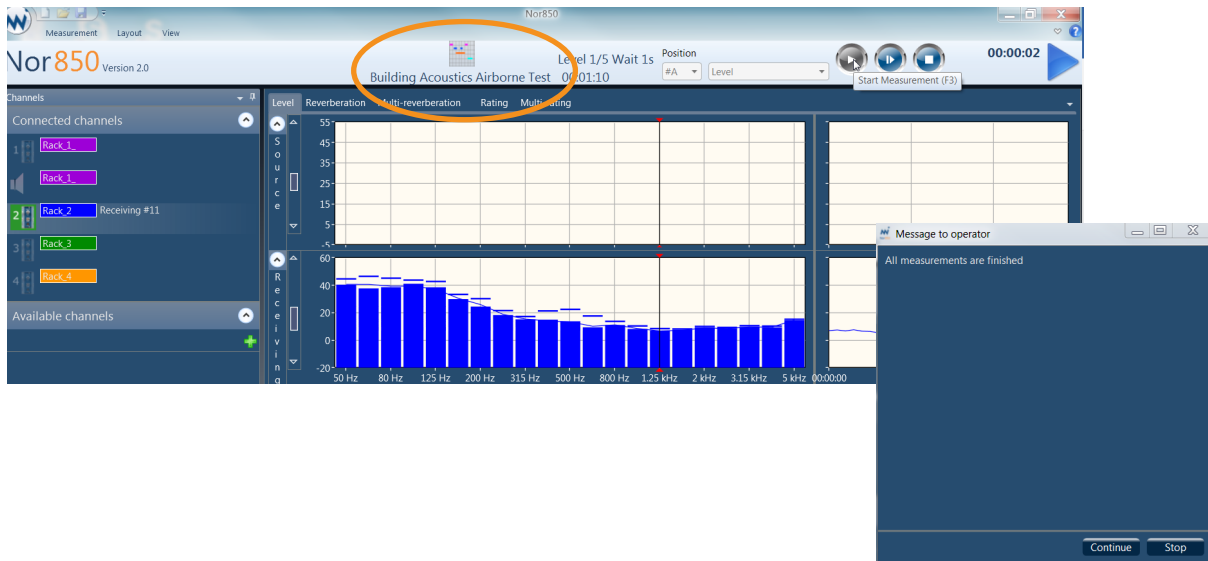 Nor850
Measurement Layout View
Nor850 Version 2.0
Building Acoustics Airborne Test
Level 1/5 Wait 1s
00:01:10
Position
#A Level
Start Measurement (F3)
00:00:02
Channels
Connected channels
1 Rack_1_
Rack_1_
2 Rack_2 Receiving #11
3 Rack_3
4 Rack_4
Available channels
Level Reverberation Multi-reverberation Rating Multi-rating
Source
55
45
35
25
15
5
-5
Receiving
60
40
20
0
-20
50 Hz 80 Hz 125 Hz 200 Hz 315 Hz 500 Hz 800 Hz 1.25 kHz 2 kHz 3.15 kHz 5 kHz 00:00:00
Message to operator
All measurements are finished
Continue Stop